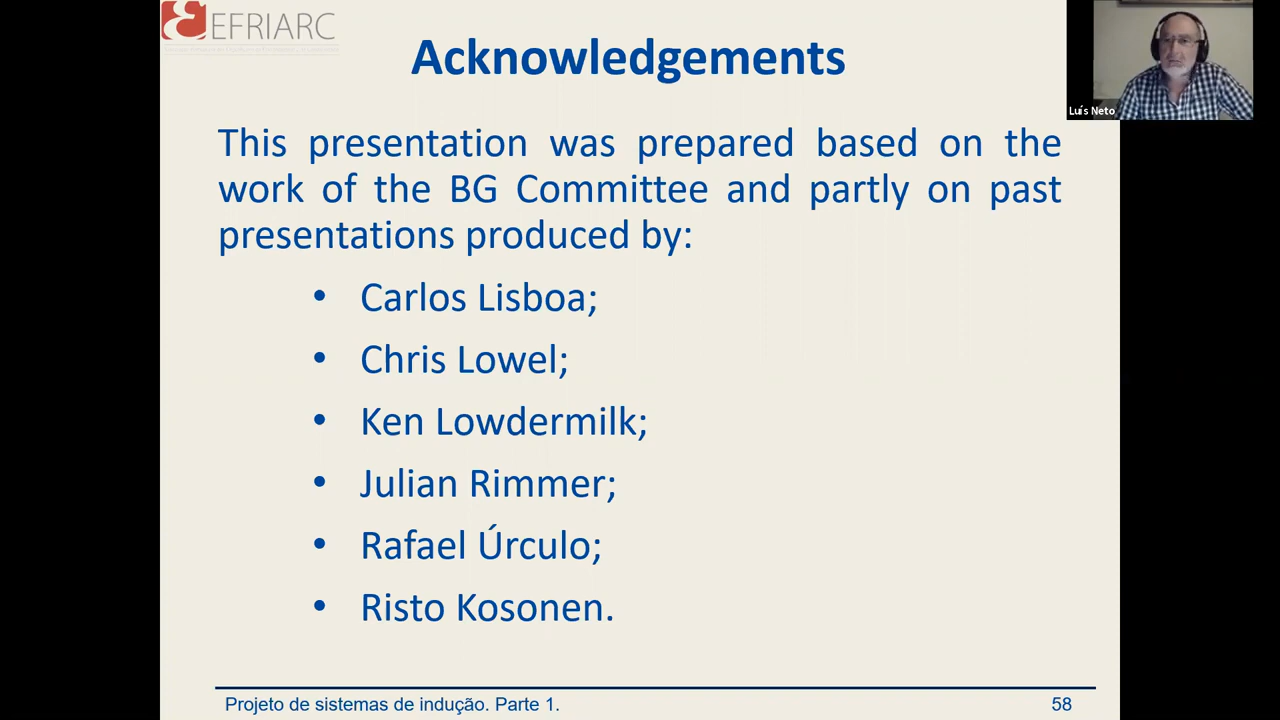 EFRIARC
Acknowledgements
Luís Neto
This presentation was prepared based on the
work of the BG Committee and partly on past
presentations produced by:
• Carlos Lisboa;
• Chris Lowel;
• Ken Lowdermilk;
• Julian Rimmer;
• Rafael Úrculo;
• Risto Kosonen.
Projeto de sistemas de indução. Parte 1.
58